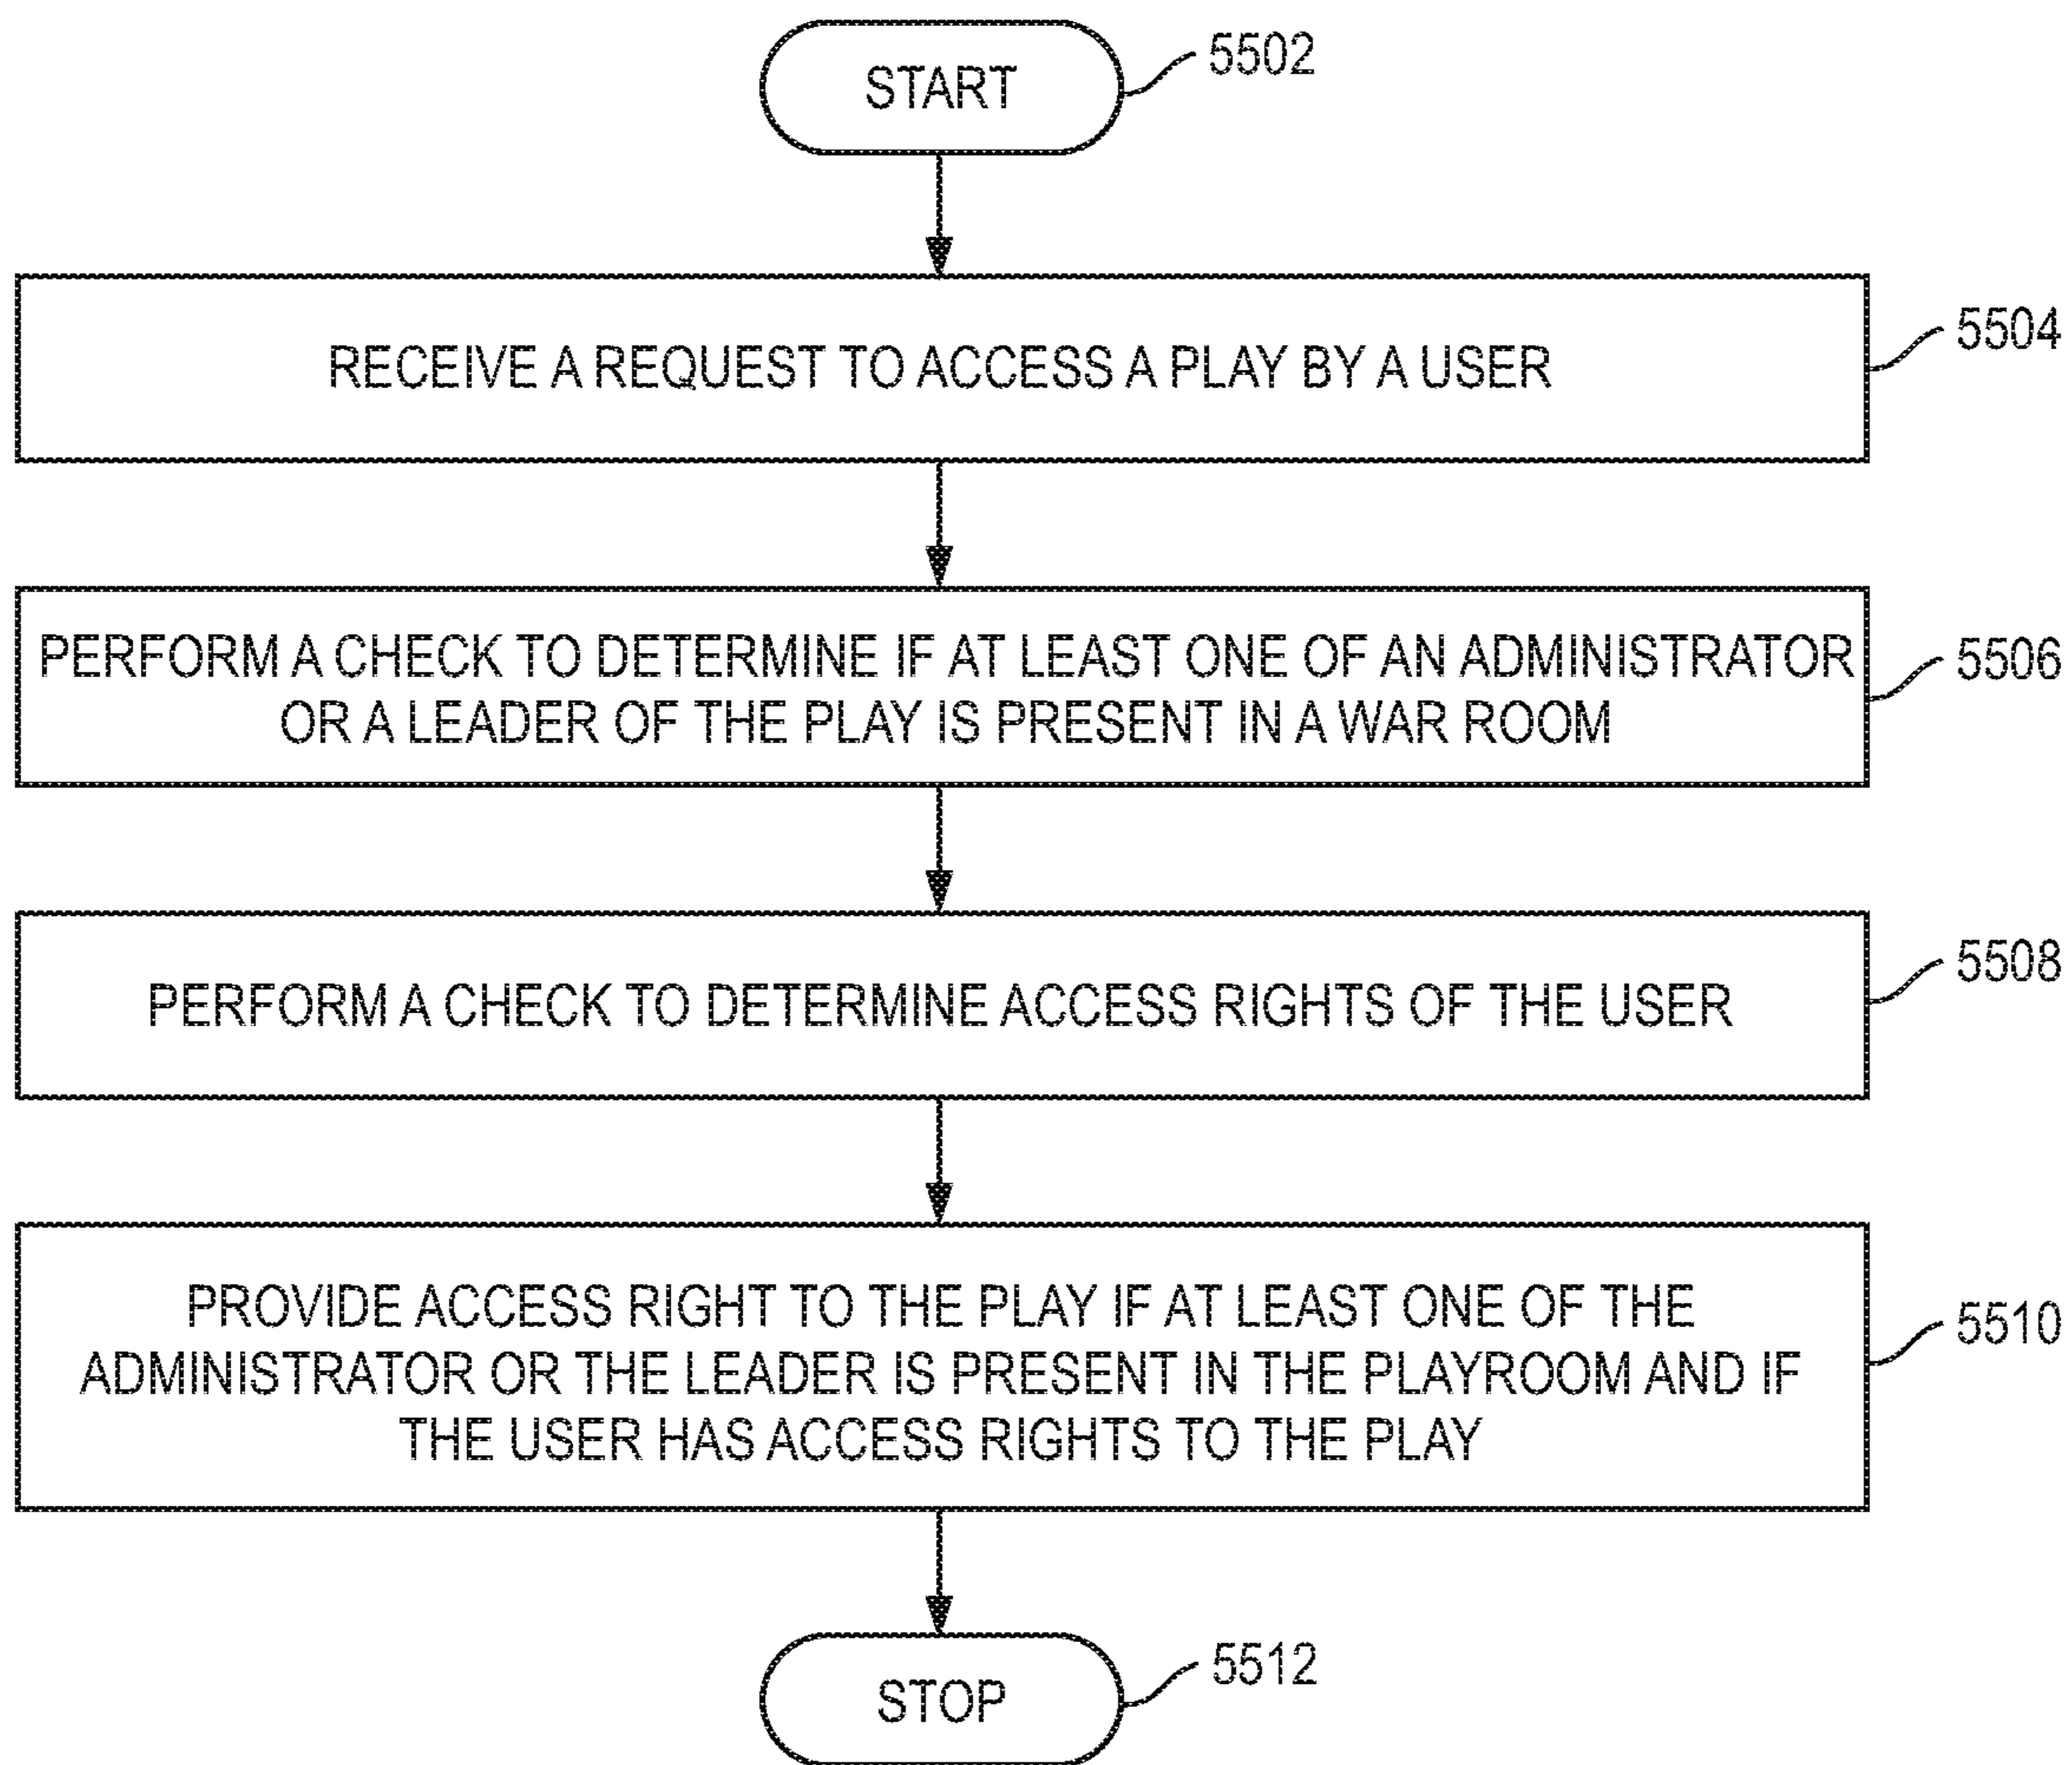 START
5502
RECEIVE A REQUEST TO ACCESS A PLAY BY A USER
5504
PERFORM A CHECK TO DETERMINE IF AT LEAST ONE OF AN ADMINISTRATOR
OR A LEADER OF THE PLAY IS PRESENT IN A WAR ROOM
5506
PERFORM A CHECK TO DETERMINE ACCESS RIGHTS OF THE USER
5508
PROVIDE ACCESS RIGHT TO THE PLAY IF AT LEAST ONE OF THE
ADMINISTRATOR OR THE LEADER IS PRESENT IN THE PLAYROOM AND IF
THE USER HAS ACCESS RIGHTS TO THE PLAY
5510
STOP
5512